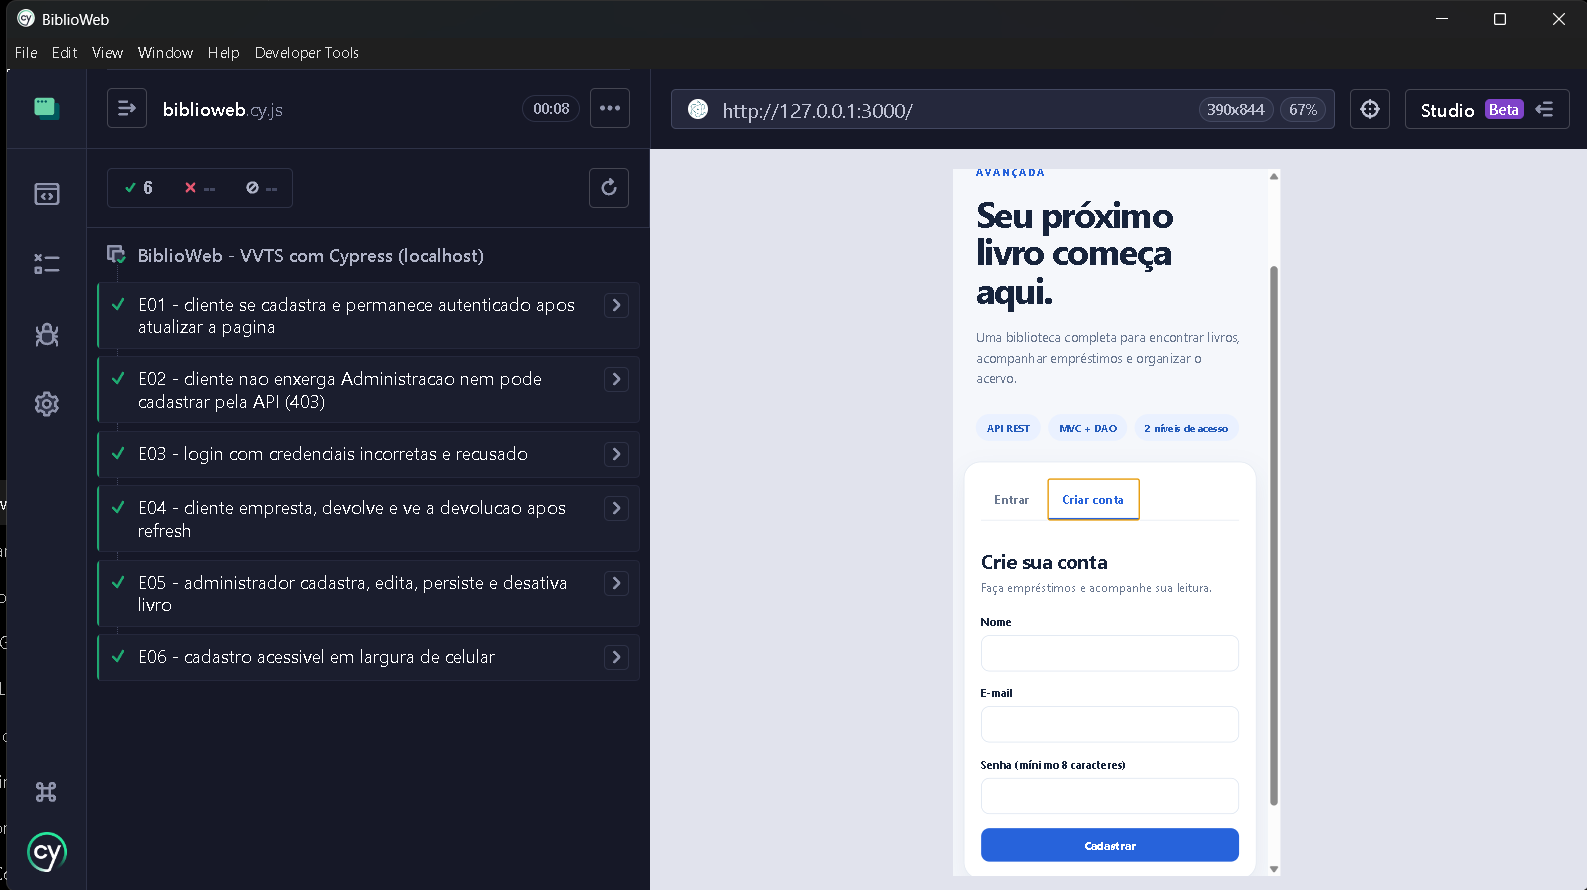 BiblioWeb
File Edit View Window Help Developer Tools
biblioweb.cy.js
00:08
6
--
--
BiblioWeb - VVTS com Cypress (localhost)
E01 - cliente se cadastra e permanece autenticado apos
atualizar a pagina
E02 - cliente nao enxerga Administracao nem pode
cadastrar pela API (403)
E03 - login com credenciais incorretas e recusado
E04 - cliente empresta, devolve e ve a devolucao apos
refresh
E05 - administrador cadastra, edita, persiste e desativa
livro
E06 - cadastro acessivel em largura de celular
cy
http://127.0.0.1:3000/
390x844
67%
Studio Beta
AVANÇADA
Seu próximo
livro começa
aqui.
Uma biblioteca completa para encontrar livros,
acompanhar empréstimos e organizar o
acervo.
API REST
MVC + DAO
2 níveis de acesso
Entrar
Criar conta
Crie sua conta
Faça empréstimos e acompanhe sua leitura.
Nome
E-mail
Senha (mínimo 8 caracteres)
Cadastrar